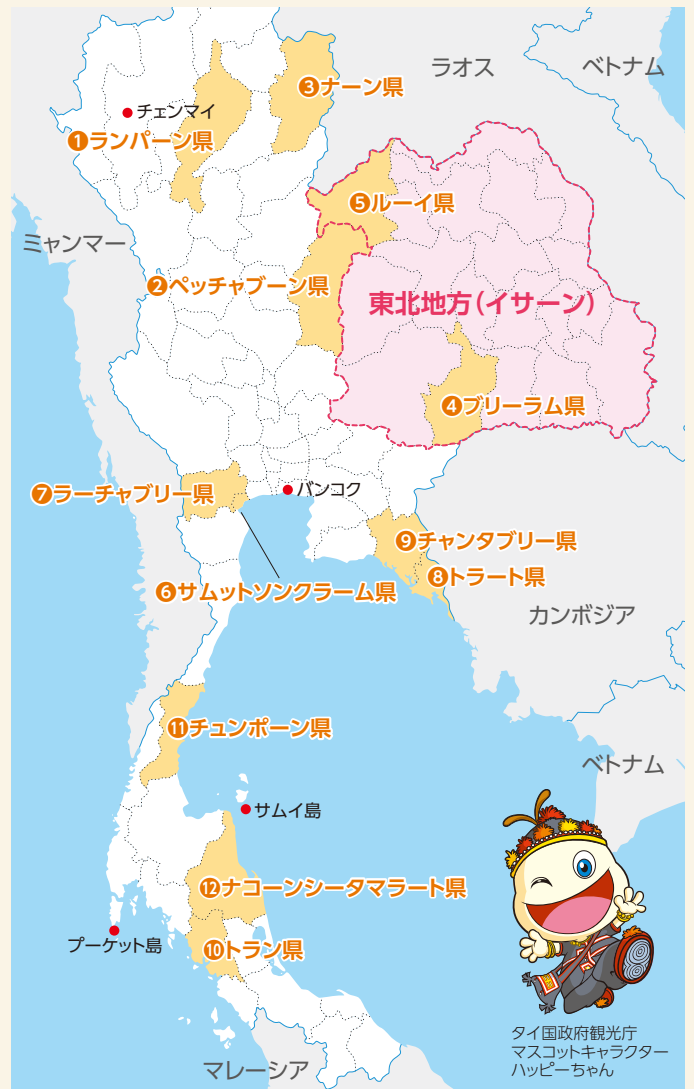 ラオス
ベトナム
❸ナーン県
チェンマイ
❶ランパーン県
❺ルーイ県
ミャンマー
❷ペッチャブーン県
東北地方(イサーン)
❹ブリーラム県
❼ラーチャブリー県
バンコク
❾チャンタブリー県
❽トラート県
❻サムットソンクラーム県
カンボジア
⓫チュンポーン県
ベトナム
サムイ島
⓬ナコーンシータマラート県
プーケット島
❿トラン県
マレーシア
タイ国政府観光庁
マスコットキャラクター
ハッピーちゃん